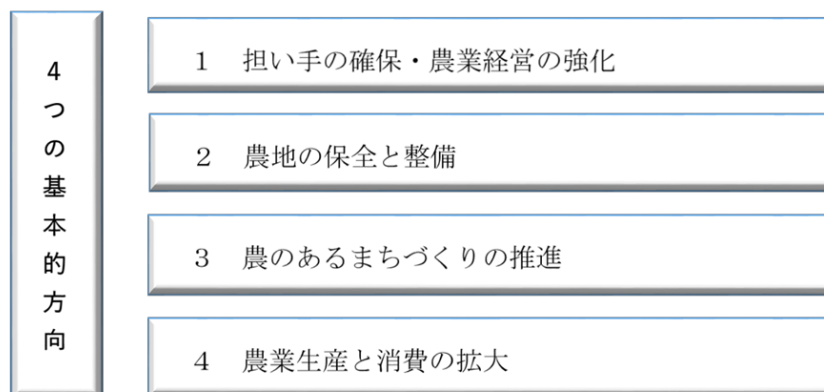 4つの基本的方向
1　担い手の確保・農業経営の強化
2　農地の保全と整備
3　農のあるまちづくりの推進
4　農業生産と消費の拡大